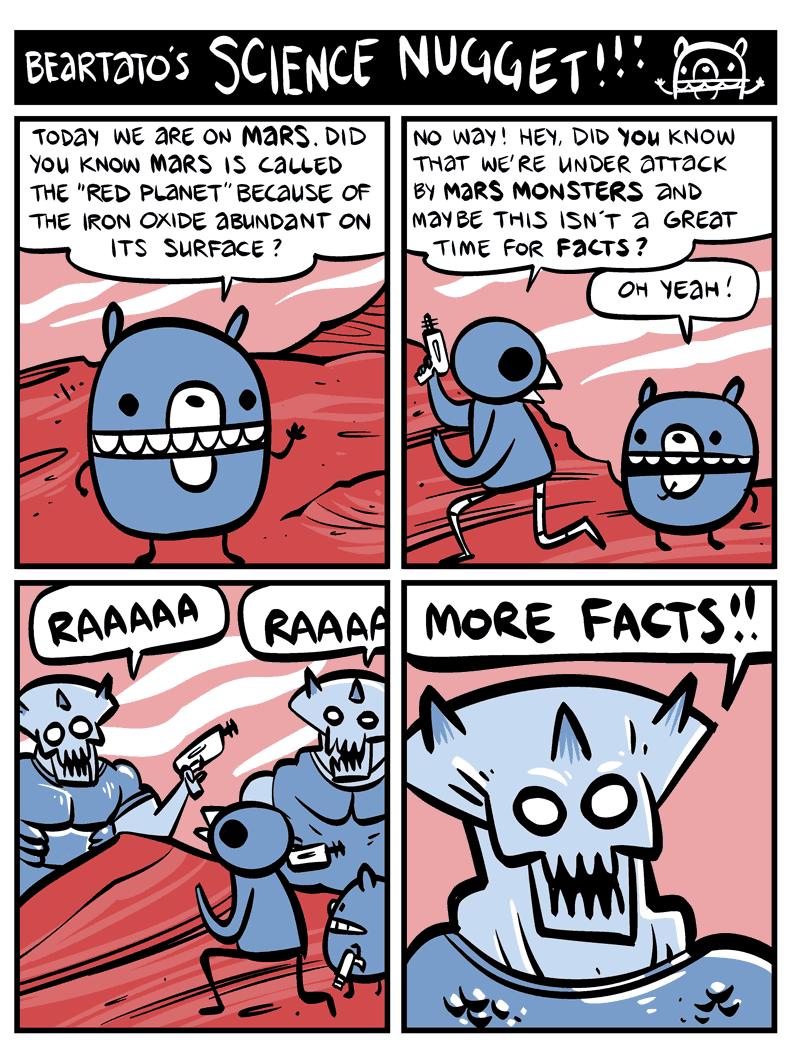 BEARTATO'S SCIENCE NUGGET!!!
TODAY WE ARE ON MARS. DID
YOU KNOW MARS IS CALLED
THE "RED PLANET" BECAUSE OF
THE IRON OXIDE ABUNDANT ON
ITS SURFACE?
NO WAY! HEY, DID YOU KNOW
THAT WE'RE UNDER ATTACK
BY MARS MONSTERS AND
MAYBE THIS ISN'T A GREAT
TIME FOR FACTS?
OH YEAH!
RAAAAA
RAAAA
MORE FACTS!!